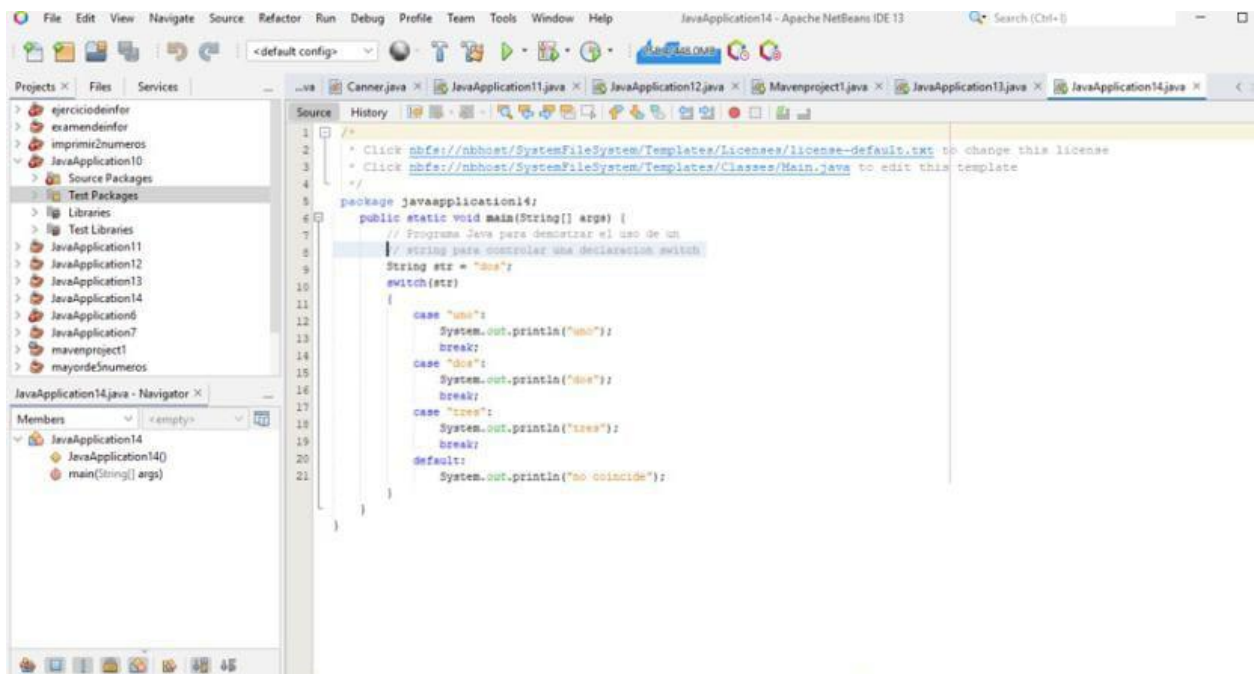 File Edit View Navigate Source Refactor Run Debug Profile Team Tools Window Help JavaApplication14 - Apache NetBeans IDE 13 Search (Ctrl+I)
<default config>
Projects Files Services
...va Canner.java JavaApplication11.java JavaApplication12.java Mavenproject1.java JavaApplication13.java JavaApplication14.java
Source History
ejerciciodeinfor
examendeinfor
imprimir2numeros
JavaApplication10
Source Packages
Test Packages
Libraries
Test Libraries
JavaApplication11
JavaApplication12
JavaApplication13
JavaApplication14
JavaApplication6
JavaApplication7
mavenproject1
mayorde5numeros
JavaApplication14.java - Navigator
Members <empty>
JavaApplication14
JavaApplication14()
main(String[] args)
1 /*
2 * Click nbfs://nbhost/SystemFileSystem/Templates/Licenses/license-default.txt to change this license
3 * Click nbfs://nbhost/SystemFileSystem/Templates/Classes/Main.java to edit this template
4 */
5 package javaapplication14;
6 public static void main(String[] args) {
7 // Programa Java para demostrar el uso de un
8 // string para controlar una declaracion switch
9 String str = "dos";
10 switch(str)
11 {
12 case "uno":
13 System.out.println("uno");
14 break;
15 case "dos":
16 System.out.println("dos");
17 break;
18 case "tres":
19 System.out.println("tres");
20 break;
21 default:
System.out.println("no coincide");
}
}
}